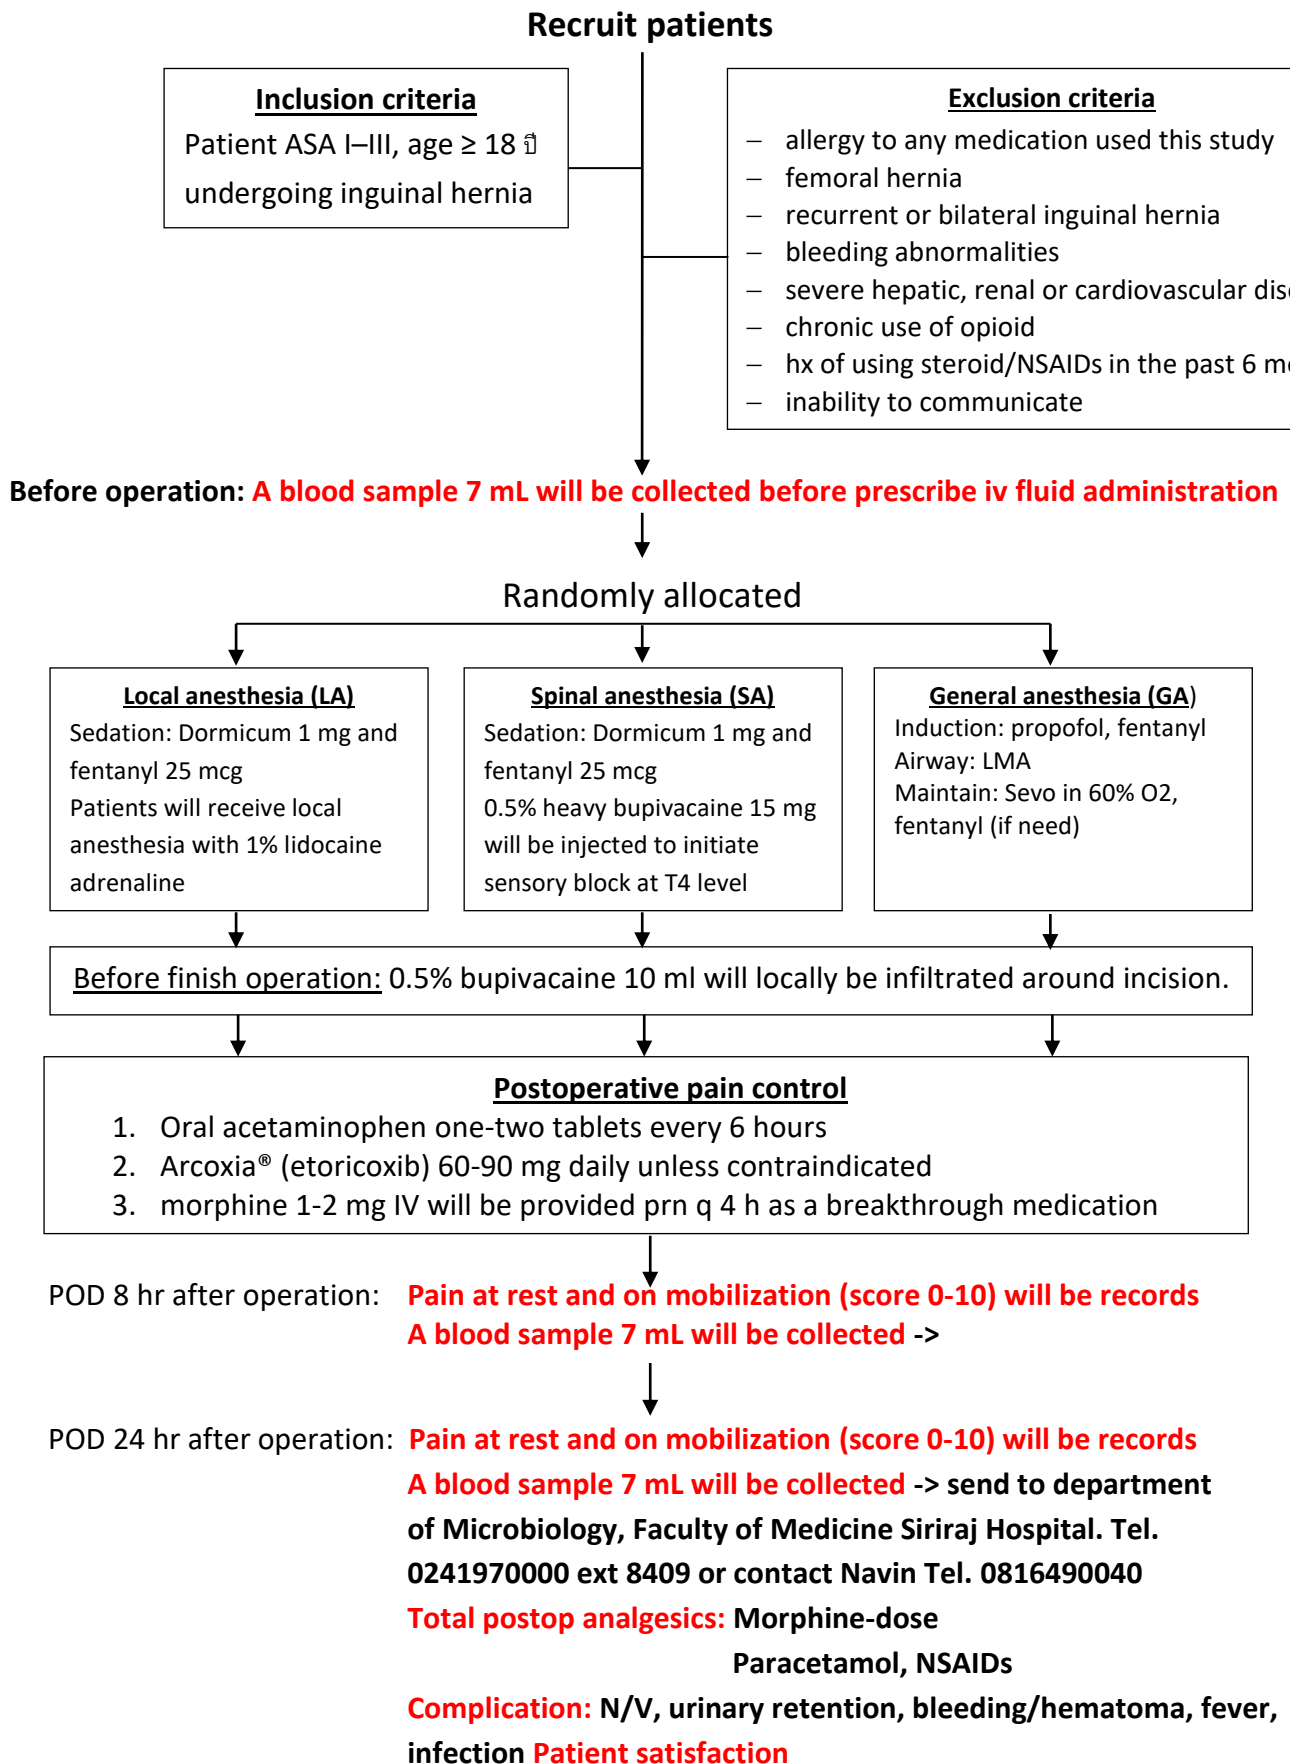 Recruit patients
Inclusion criteria
Patient ASA I–III, age ≥ 18 ปี
undergoing inguinal hernia
Exclusion criteria
– allergy to any medication used this study
– femoral hernia
– recurrent or bilateral inguinal hernia
– bleeding abnormalities
– severe hepatic, renal or cardiovascular
– chronic use of opioid
– hx of using steroid/NSAIDs in the past 6
– inability to communicate
Before operation: A blood sample 7 mL will be collected before prescribe iv fluid administration
Randomly allocated
Local anesthesia (LA)
Sedation: Dormicum 1 mg and
fentanyl 25 mcg
Patients will receive local
anesthesia with 1% lidocaine
adrenaline
Spinal anesthesia (SA)
Sedation: Dormicum 1 mg and
fentanyl 25 mcg
0.5% heavy bupivacaine 15 mg
will be injected to initiate
sensory block at T4 level
General anesthesia (GA)
Induction: propofol, fentanyl
Airway: LMA
Maintain: Sevo in 60% O2,
fentanyl (if need)
Before finish operation: 0.5% bupivacaine 10 ml will locally be infiltrated around incision.
Postoperative pain control
1. Oral acetaminophen one-two tablets every 6 hours
2. Arcoxia® (etoricoxib) 60-90 mg daily unless contraindicated
3. morphine 1-2 mg IV will be provided prn q 4 h as a breakthrough medication
POD 8 hr after operation: Pain at rest and on mobilization (score 0-10) will be records
A blood sample 7 mL will be collected ->
POD 24 hr after operation: Pain at rest and on mobilization (score 0-10) will be records
A blood sample 7 mL will be collected -> send to department
of Microbiology, Faculty of Medicine Siriraj Hospital. Tel.
0241970000 ext 8409 or contact Navin Tel. 0816490040
Total postop analgesics: Morphine-dose
Paracetamol, NSAIDs
Complication: N/V, urinary retention, bleeding/hematoma, fever,
infection Patient satisfaction